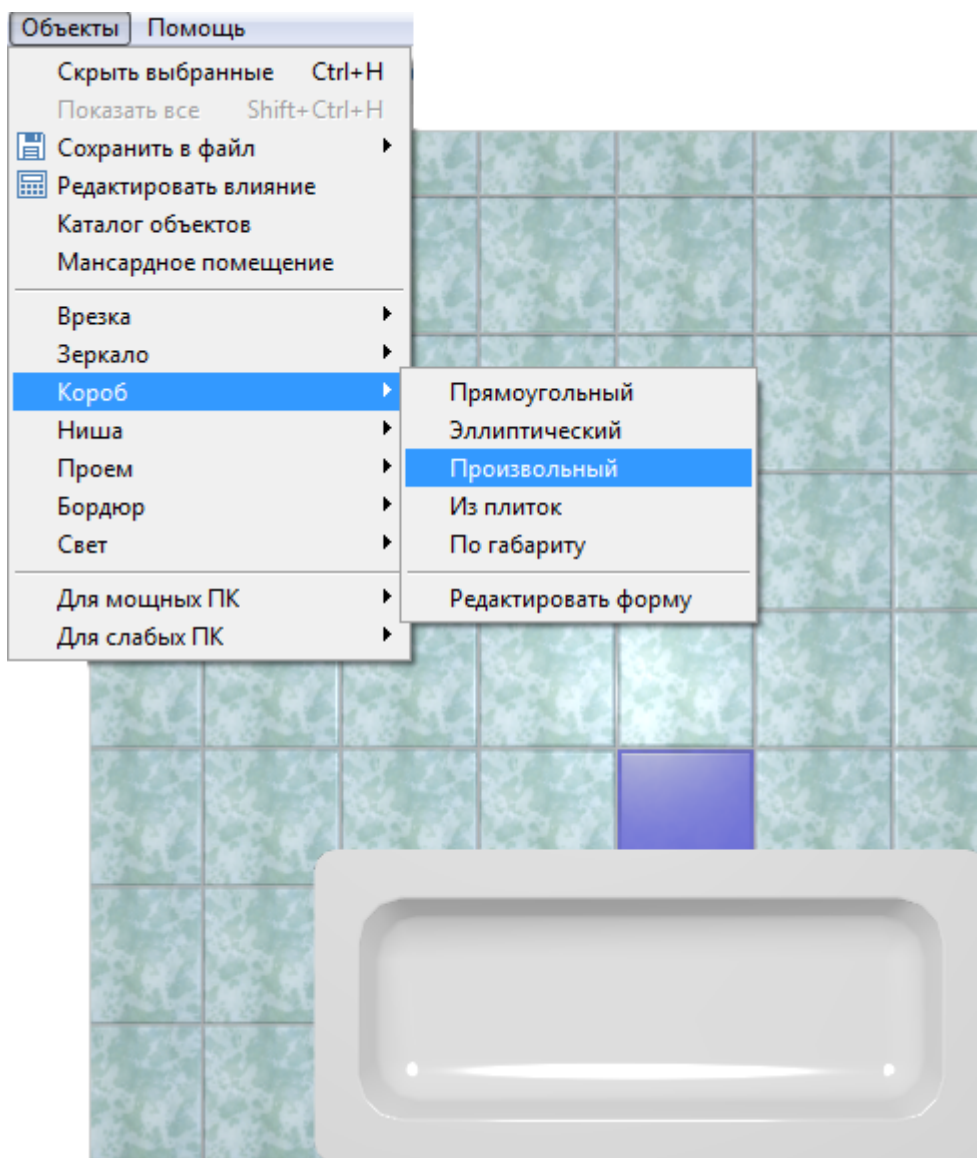 Объекты Помощь
Скрыть выбранные Ctrl+H
Показать все Shift+Ctrl+H
Сохранить в файл
Редактировать влияние
Каталог объектов
Мансардное помещение
Врезка
Зеркало
Короб
Ниша
Проем
Бордюр
Свет
Для мощных ПК
Для слабых ПК
Прямоугольный
Эллиптический
Произвольный
Из плиток
По габариту
Редактировать форму